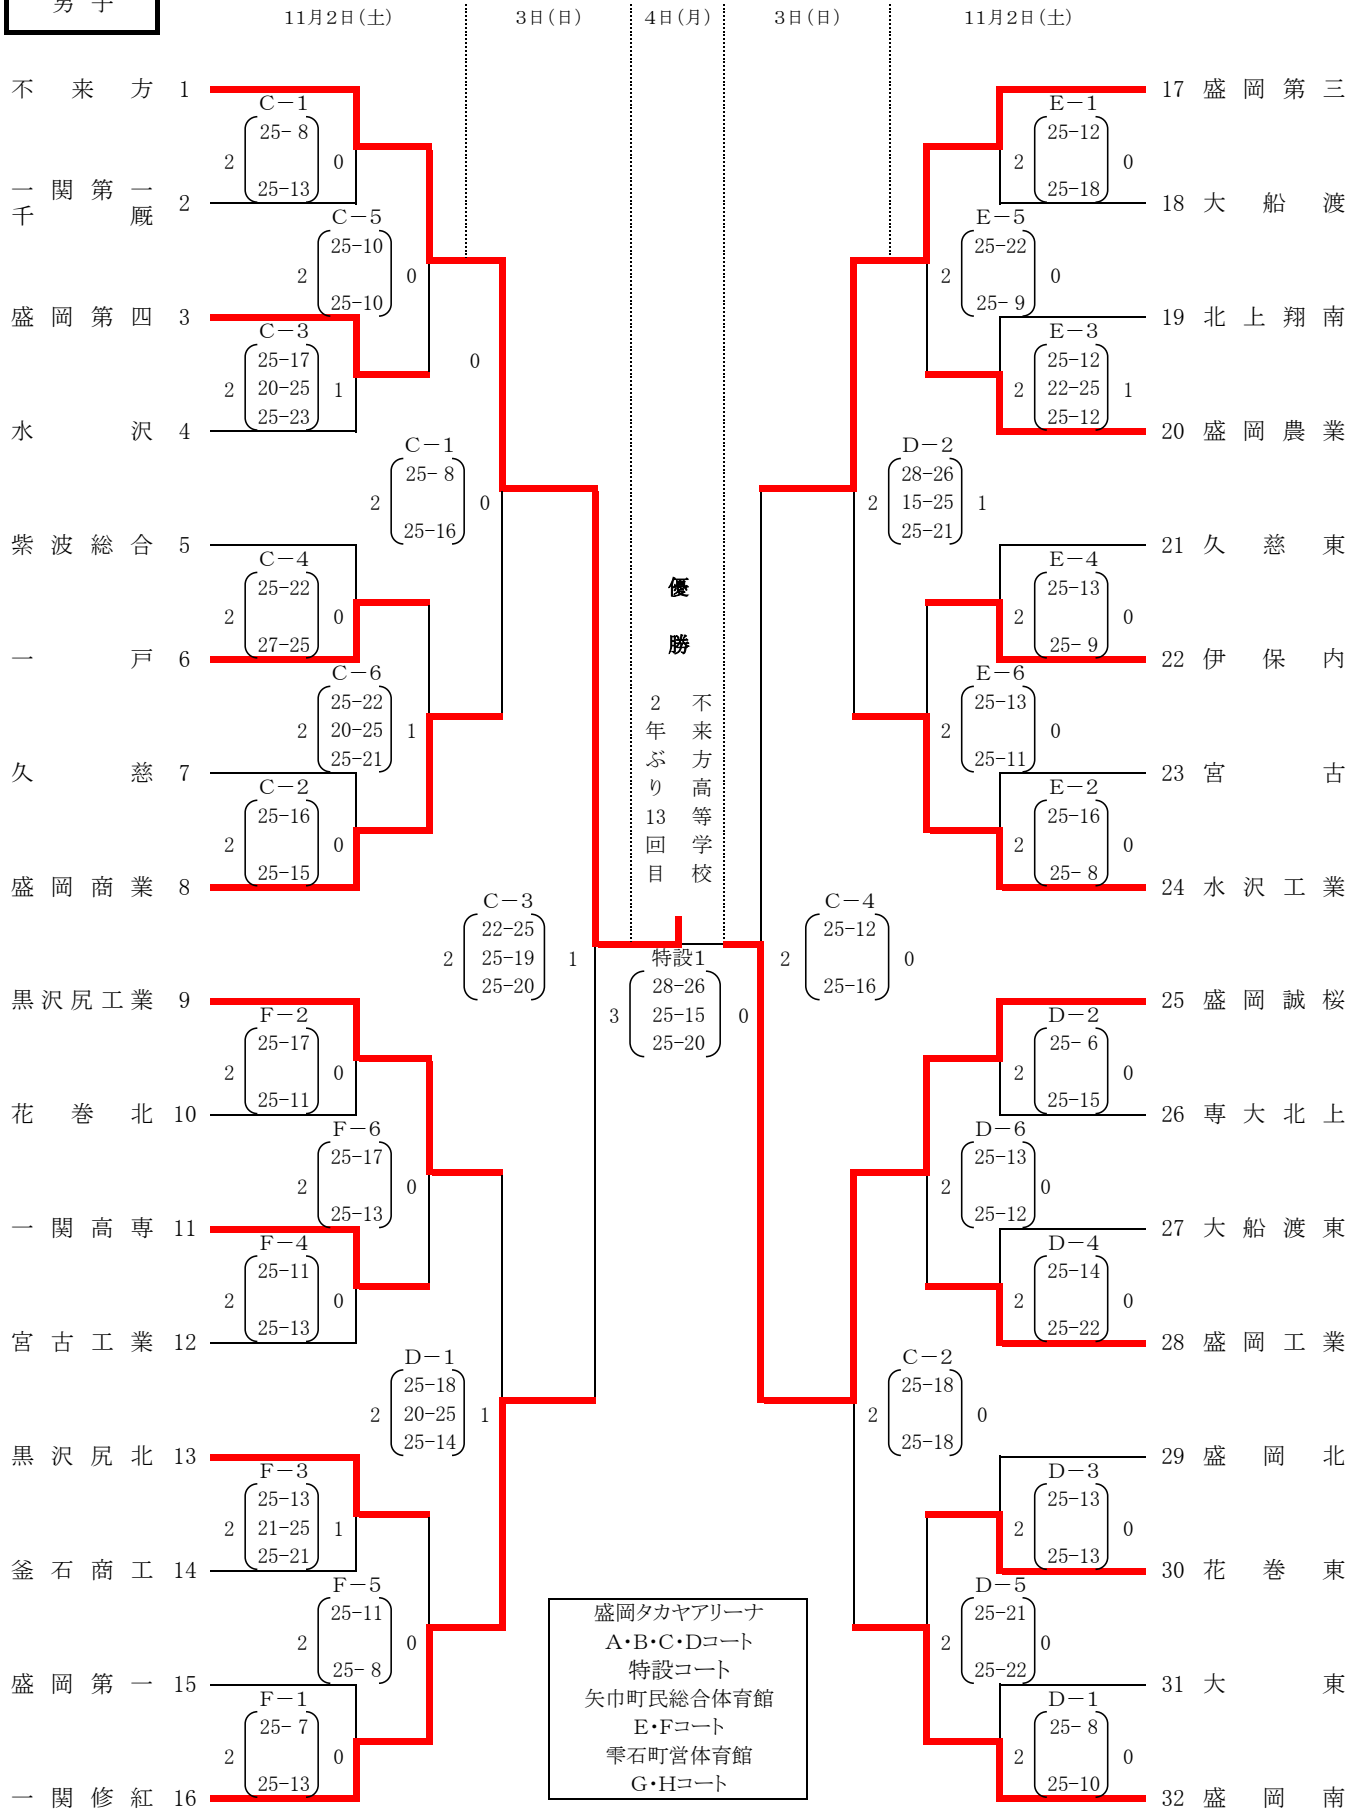 男子
11月2日(土) 3日(日) 4日(月) 3日(日) 11月2日(土)
不来方 1
C-1
25- 8
2 0
25-13
一関第一
千厩 2
C-5
25-10
2 0
25-10
盛岡第四 3
C-3
25-17
2 20-25 1
25-23
0
水沢 4
C-1
25- 8
2 0
25-16
紫波総合 5
C-4
25-22
2 0
27-25
一戸 6
C-6
25-22
2 20-25 1
25-21
久慈 7
C-2
25-16
2 0
25-15
盛岡商業 8
C-3
22-25
2 25-19 1
25-20
黒沢尻工業 9
F-2
25-17
2 0
25-11
花巻北 10
F-6
25-17
2 0
25-13
一関高専 11
F-4
25-11
2 0
25-13
宮古工業 12
D-1
25-18
2 20-25 1
25-14
黒沢尻北 13
F-3
25-13
2 21-25 1
25-21
釜石商工 14
F-5
25-11
2 0
25- 8
盛岡第一 15
F-1
25- 7
2 0
25-13
一関修紅 16
優勝
不来方高等学校
2年ぶり13回目
特設1
28-26
3 25-15 0
25-20
17 盛岡第三
E-1
25-12
2 0
25-18
18 大船渡
E-5
25-22
2 0
25- 9
19 北上翔南
E-3
25-12
2 22-25 1
25-12
20 盛岡農業
D-2
28-26
2 15-25 1
25-21
21 久慈東
E-4
25-13
2 0
25- 9
22 伊保内
E-6
25-13
2 0
25-11
23 宮古
E-2
25-16
2 0
25- 8
24 水沢工業
C-4
25-12
2 0
25-16
25 盛岡誠桜
D-2
25- 6
2 0
25-15
26 専大北上
D-6
25-13
2 0
25-12
27 大船渡東
D-4
25-14
2 0
25-22
28 盛岡工業
C-2
25-18
2 0
25-18
29 盛岡北
D-3
25-13
2 0
25-13
30 花巻東
D-5
25-21
2 0
25-22
31 大東
D-1
25- 8
2 0
25-10
32 盛岡南
盛岡タカヤアリーナ
A・B・C・Dコート
特設コート
矢巾町民総合体育館
E・Fコート
雫石町営体育館
G・Hコート